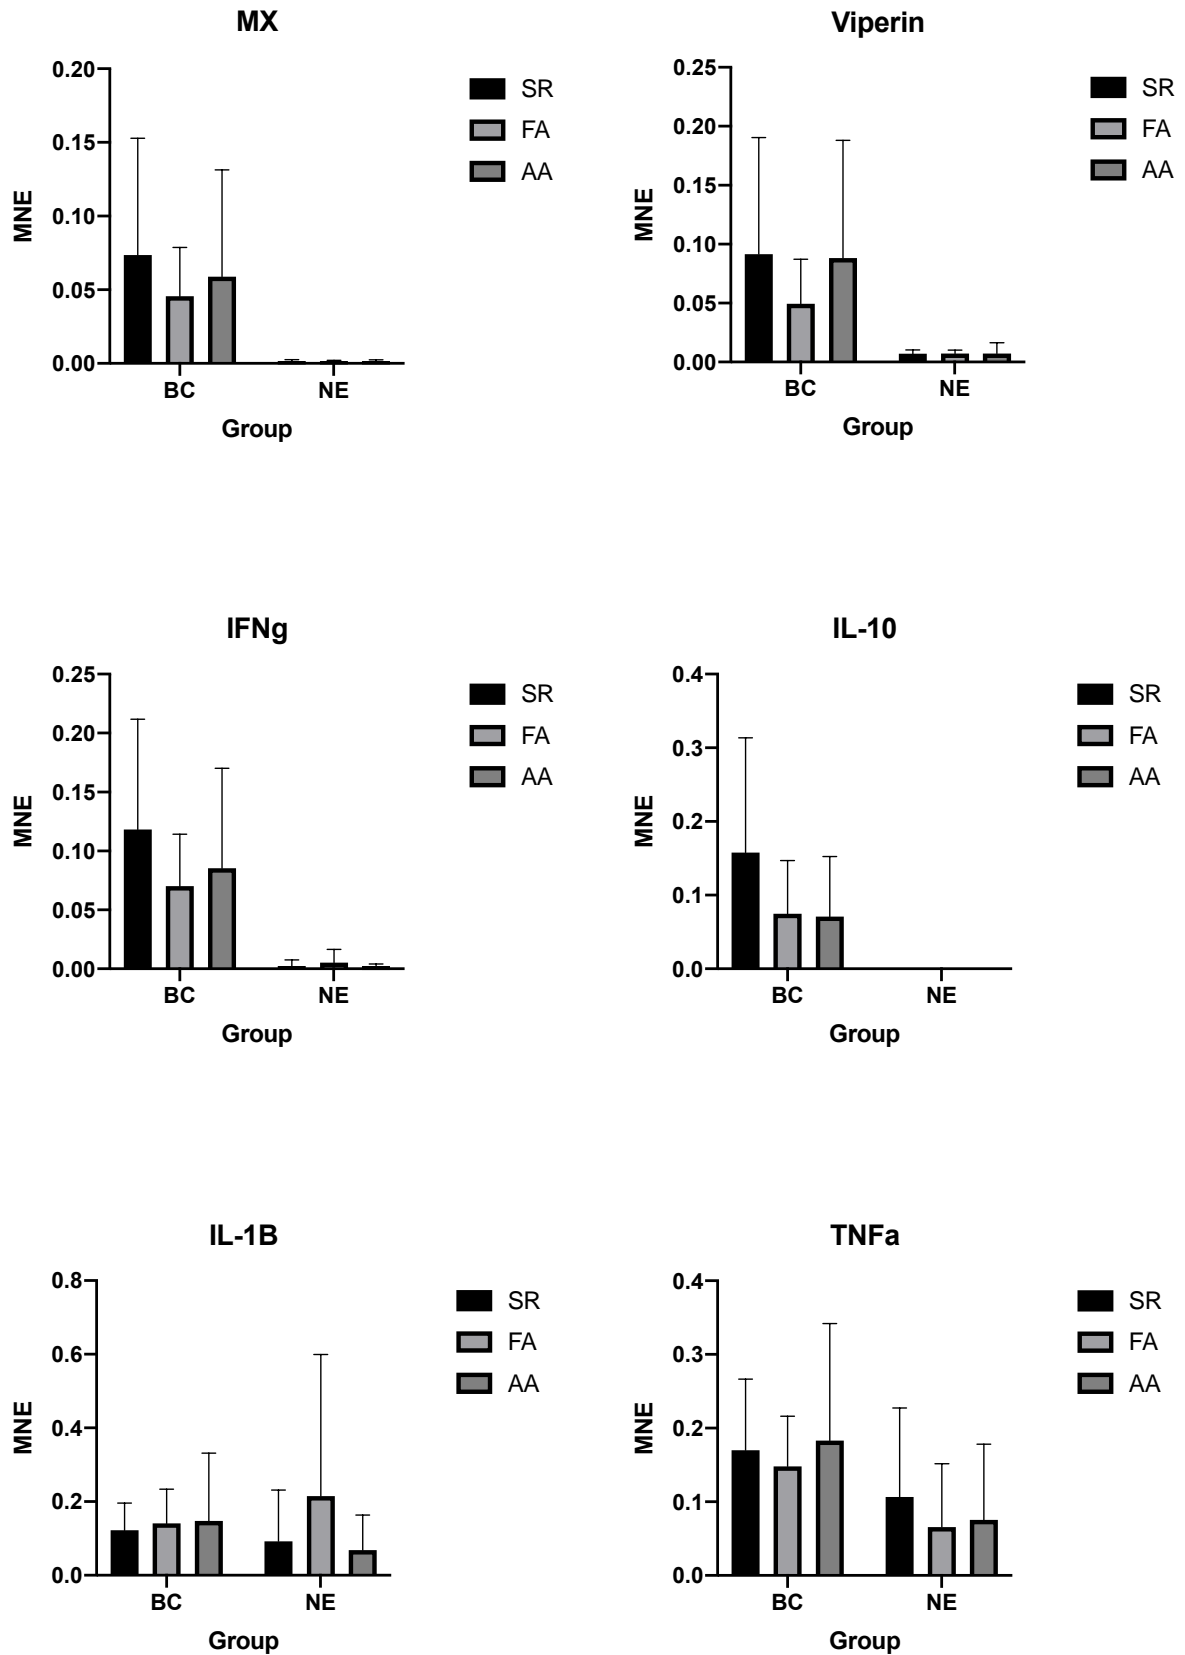 MX
0.20
0.15
0.10
0.05
0.00
MNE
BC NE
Group
SR
FA
AA
Viperin
0.25
0.20
0.15
0.10
0.05
0.00
MNE
BC NE
Group
SR
FA
AA
IFNg
0.25
0.20
0.15
0.10
0.05
0.00
MNE
BC NE
Group
SR
FA
AA
IL-10
0.4
0.3
0.2
0.1
0.0
MNE
BC NE
Group
SR
FA
AA
IL-1B
0.8
0.6
0.4
0.2
0.0
MNE
BC NE
Group
SR
FA
AA
TNFa
0.4
0.3
0.2
0.1
0.0
MNE
BC NE
Group
SR
FA
AA